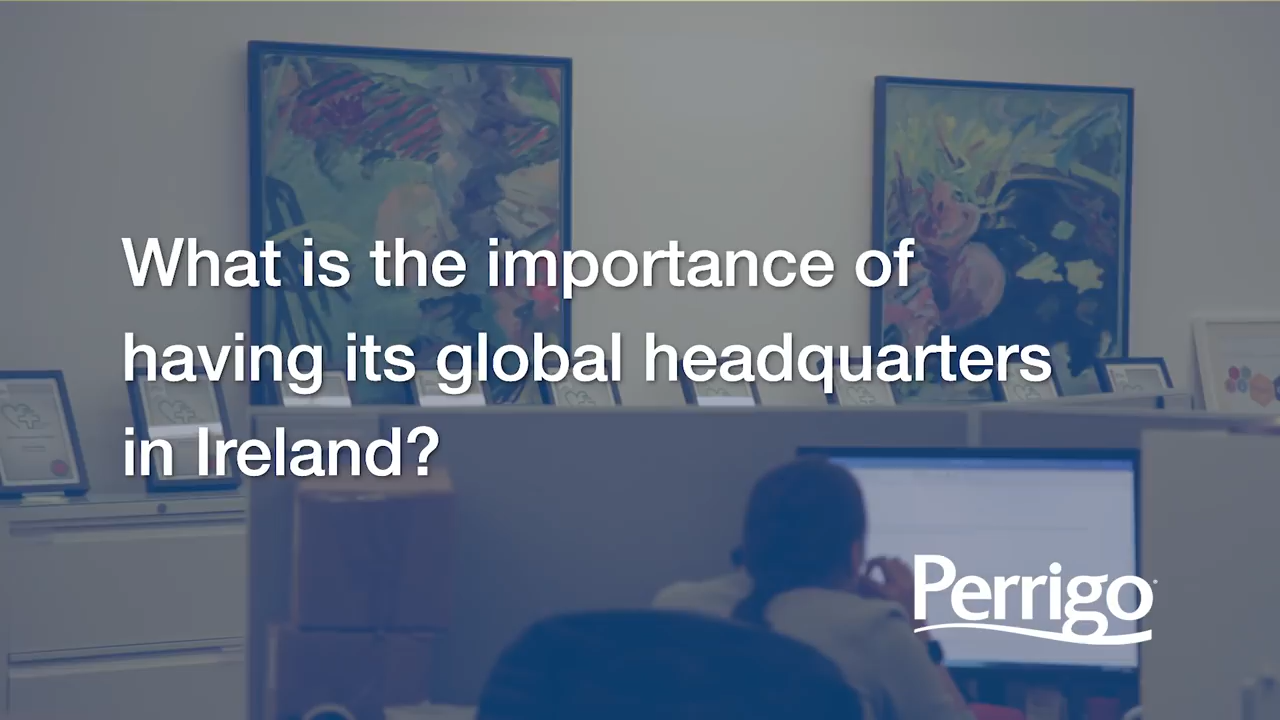 What is the importance of
having its global headquarters
in Ireland?
Perrigo